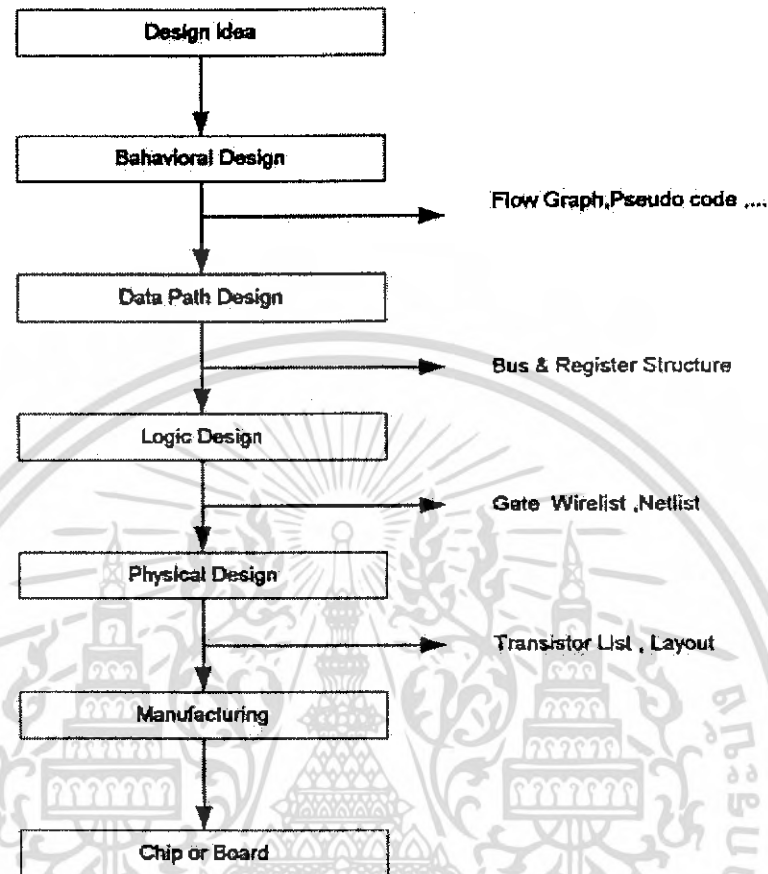 Design Idea
Bahavioral Design
Flow Graph,Pseudo code ,...
Data Path Design
Bus & Register Structure
Logic Design
Gate Wirelist ,Netlist
Physical Design
Transistor List , Layout
Manufacturing
Chip or Board